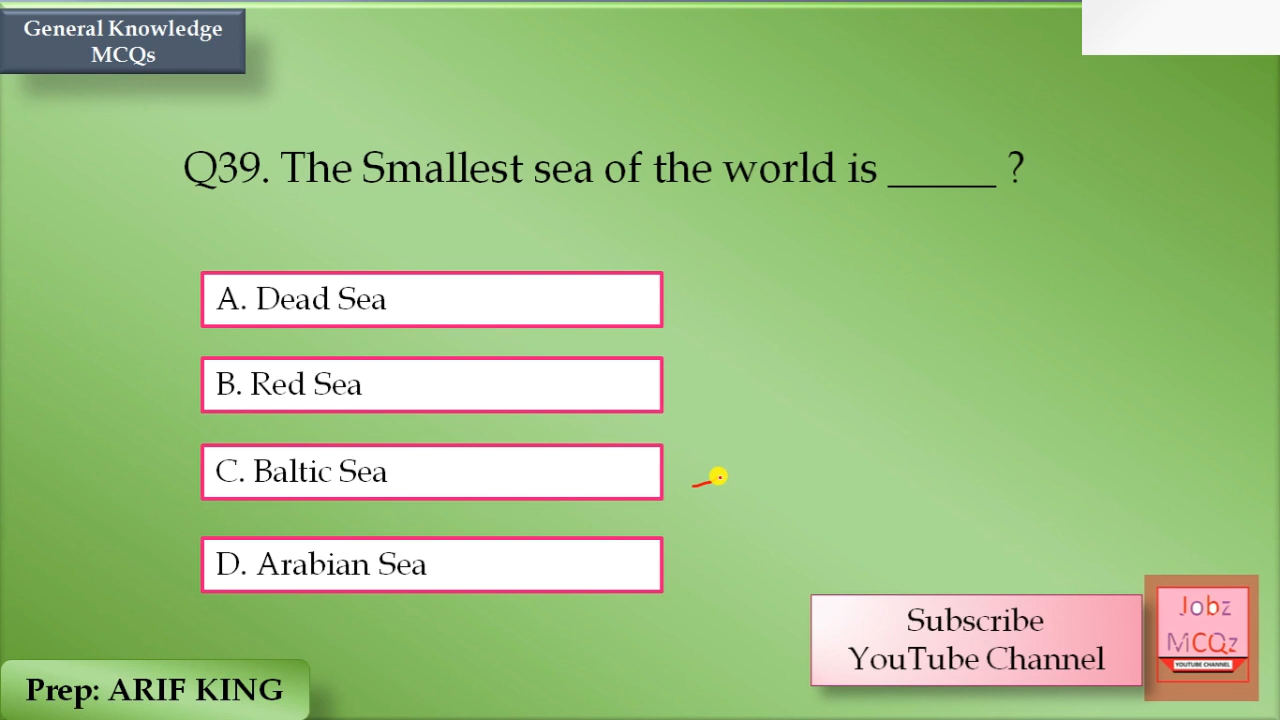 General Knowledge
MCQs
Q39. The Smallest sea of the world is _____ ?
A. Dead Sea
B. Red Sea
C. Baltic Sea
D. Arabian Sea
Subscribe
YouTube Channel
Jobz
MCQz
YOUTUBE CHANNEL
Prep: ARIF KING